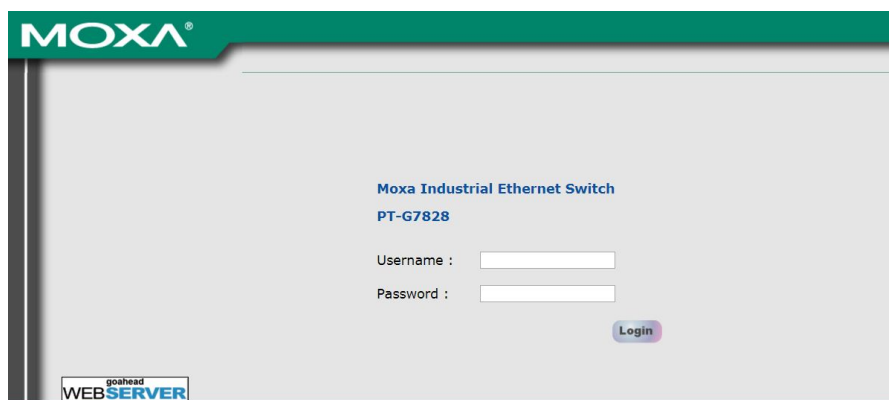 MOXA®
Moxa Industrial Ethernet Switch
PT-G7828
Username :
Password :
Login
goahead
WEBSERVER